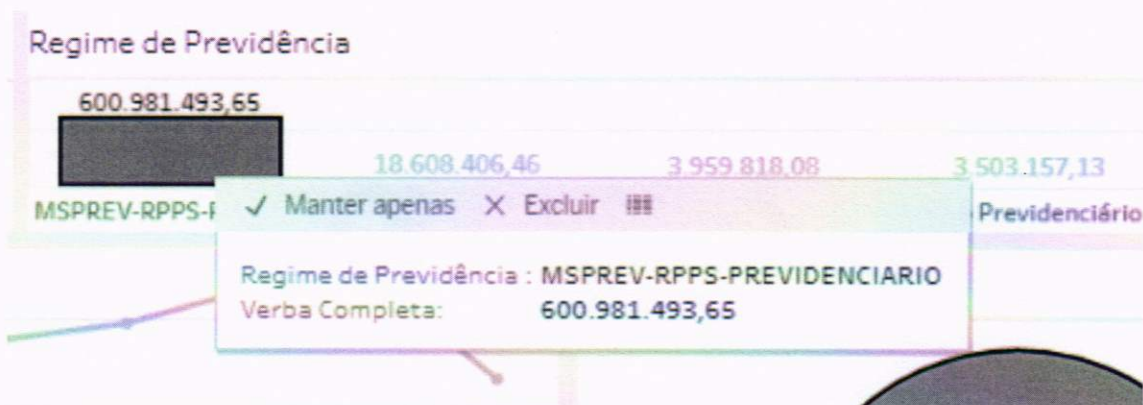 Regime de Previdência
600.981.493,65
18.608.406,46
3.959.818,08
3.503.157,13
MSPREV-RPPS-
Previdenciário
Manter apenas Excluir
Regime de Previdência : MSPREV-RPPS-PREVIDENCIARIO
Verba Completa: 600.981.493,65